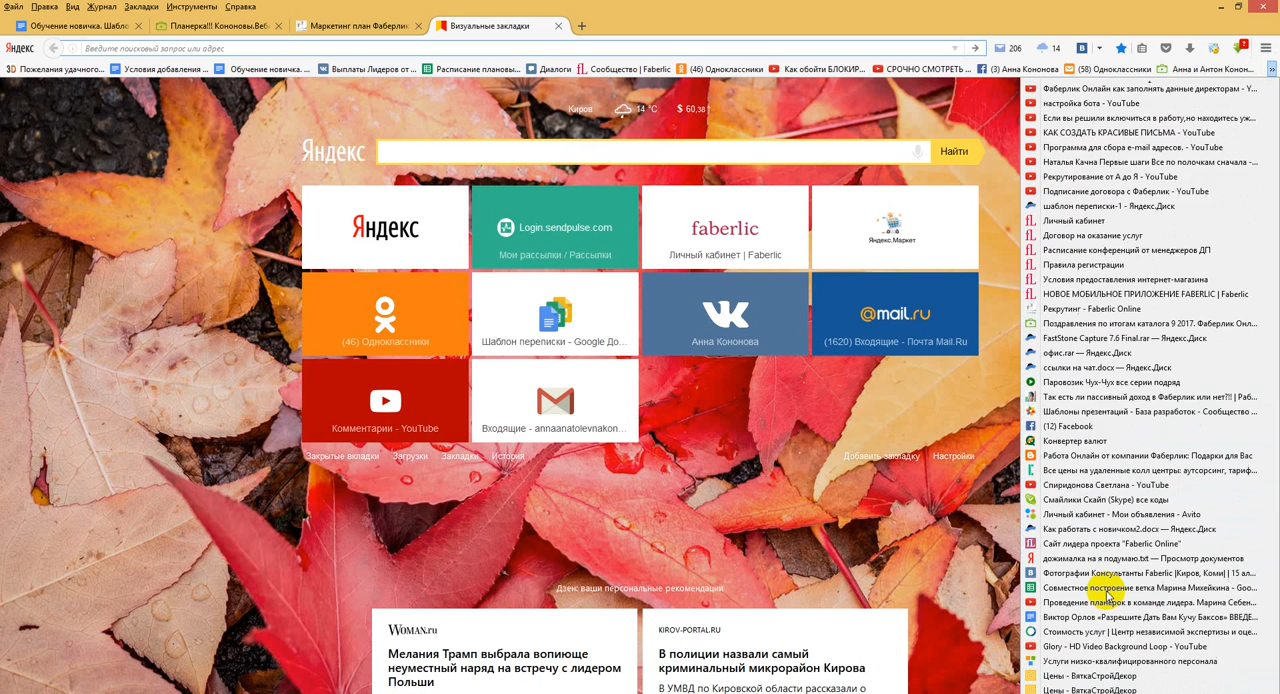 Файл Правка Вид Журнал Закладки Инструменты Справка
Обучение новичка. Шабло
Планерка!!! Кононовы.Веб
Маркетинг план Фаберлик
Визуальные закладки
Яндекс
Введите поисковый запрос или адрес
206
14
3D Пожелания удачного...
Условия добавления ...
Обучение новичка. ...
Выплаты Лидеров от ...
Расписание плановы...
Диалоги
Сообщество | Faberlic
(46) Одноклассники
Как обойти БЛОКИР...
СРОЧНО СМОТРЕТЬ ...
(3) Анна Кононова
(58) Одноклассники
Анна и Антон Конон...
Киров
14 °C
$ 60,38↑
Яндекс
Найти
Яндекс
Login.sendpulse.com
Мои рассылки / Рассылки
faberlic
Личный кабинет | Faberlic
Яндекс.Маркет
(46) Одноклассники
Шаблон переписки - Google До...
Анна Кононова
@mail.ru
(1620) Входящие - Почта Mail.Ru
Комментарии - YouTube
Входящие - annaanatolevnakon...
Закрытые вкладки Загрузки Закладки История
Добавить закладку Настройки
Дзен: ваши персональные рекомендации
WOMAN.ru
Мелания Трамп выбрала вопиюще
неуместный наряд на встречу с лидером
Польши
KIROV-PORTAL.RU
В полиции назвали самый
криминальный микрорайон Кирова
В УМВД по Кировской области рассказали о
Фаберлик Онлайн как заполнять данные директорам - Y...
настройка бота - YouTube
Если вы решили включиться в работу,но находитесь уж...
КАК СОЗДАТЬ КРАСИВЫЕ ПИСЬМА - YouTube
Программа для сбора e-mail адресов. - YouTube
Наталья Качна Первые шаги Все по полочкам сначала -...
Рекрутирование от А до Я - YouTube
Подписание договора с Фаберлик - YouTube
шаблон переписки-1 - Яндекс.Диск
Личный кабинет
Договор на оказание услуг
Расписание конференций от менеджеров ДП
Правила регистрации
Условия предоставления интернет-магазина
НОВОЕ МОБИЛЬНОЕ ПРИЛОЖЕНИЕ FABERLIC | Faberlic
Рекрутинг - Faberlic Online
Поздравления по итогам каталога 9 2017. Фаберлик Онл...
FastStone Capture 7.6 Final.rar — Яндекс.Диск
офис.rar — Яндекс.Диск
ссылки на чат.docx — Яндекс.Диск
Паровозик Чух-Чух все серии подряд
Так есть ли пассивный доход в Фаберлик или нет?!! | Раб...
Шаблоны презентаций - База разработок - Сообщество ...
(12) Facebook
Конвертер валют
Работа Онлайн от компании Фаберлик: Подарки для Вас
Все цены на удаленные колл центры: аутсорсинг, тариф...
Спиридонова Светлана - YouTube
Смайлики Скайп (Skype) все коды
Личный кабинет - Мои объявления - Avito
Как работать с новичком2.docx — Яндекс.Диск
Сайт лидера проекта "Faberlic Online"
дожималка на я подумаю.txt — Просмотр документов
Фотографии Консультанты Faberlic |Киров, Коми| | 15 ал...
Совместное построение ветка Марина Михейкина - Goo...
Проведение планерок в команде лидера. Марина Себен...
Виктор Орлов «Разрешите Дать Вам Кучу Баксов» ВВЕДЕ...
Стоимость услуг | Центр независимой экспертизы и оце...
Glory - HD Video Background Loop - YouTube
Услуги низко-квалифицированного персонала
Цены - ВяткаСтройДекор
Цены - ВяткаСтройДекор